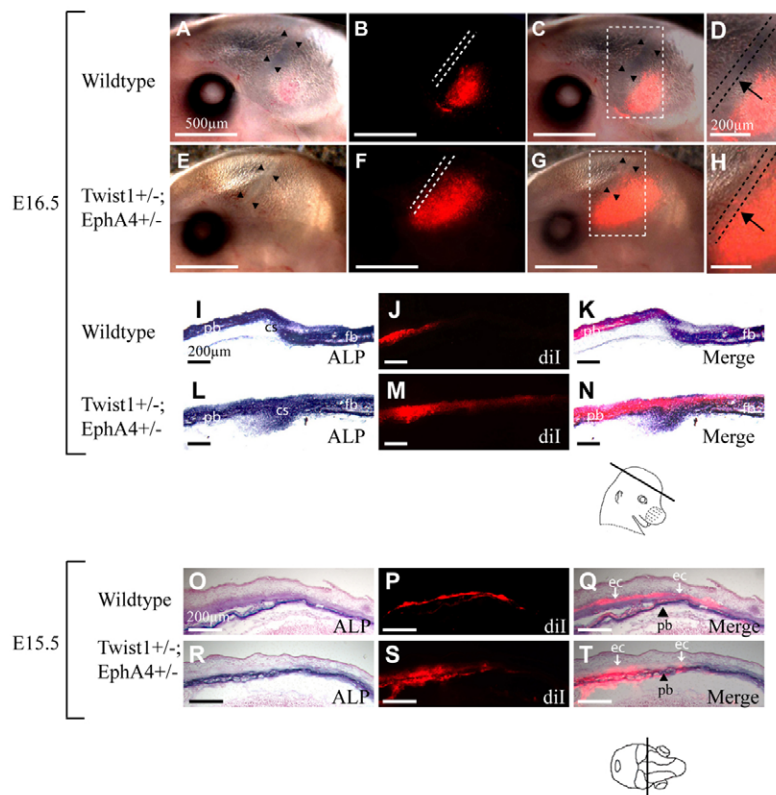 A B C D
Wildtype
500µm 200µm
E F G H
E16.5
Twist1+/-;
EphA4+/-
I J K
Wildtype
pb cs fb pb fb
200µm ALP diI Merge
L M N
Twist1+/-;
EphA4+/-
pb cs fb pb fb
ALP diI Merge
O P Q
ec ec
Wildtype
200µm ALP diI pb Merge
E15.5
R S T
ec ec
Twist1+/-;
EphA4+/-
ALP diI pb Merge